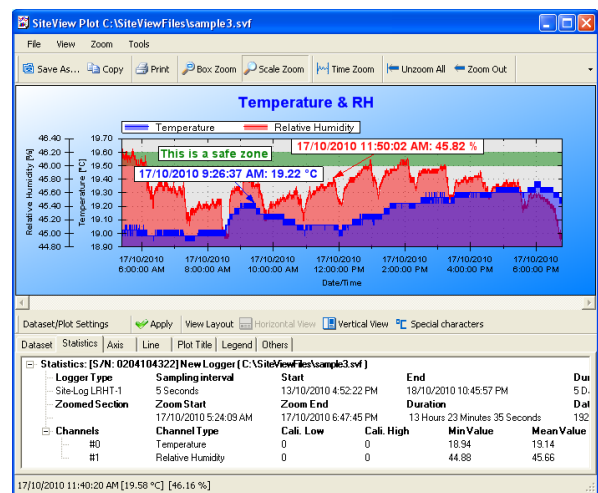 SiteView Plot C:\SiteViewFiles\sample3.svf
File View Zoom Tools
Save As... Copy Print Box Zoom Scale Zoom Time Zoom Unzoom All Zoom Out
Temperature & RH
Temperature Relative Humidity
17/10/2010 11:50:02 AM: 45.82 %
This is a safe zone
17/10/2010 9:26:37 AM: 19.22 °C
Relative Humidity [%]
46.40
46.20
46.00
45.80
45.60
45.40
45.20
45.00
44.80
Temperature [°C]
19.70
19.60
19.50
19.40
19.30
19.20
19.10
19.00
18.90
17/10/2010 17/10/2010 17/10/2010 17/10/2010 17/10/2010 17/10/2010 17/10/2010
6:00:00 AM 8:00:00 AM 10:00:00 AM 12:00:00 PM 2:00:00 PM 4:00:00 PM 6:00:00 PM
Date/Time
Dataset/Plot Settings Apply View Layout Horizontal View Vertical View °C Special characters
Dataset Statistics Axis Line Plot Title Legend Others
Statistics: [S/N: 0204104322] New Logger [ C:\SiteViewFiles\sample3.svf ]
Logger Type Sampling interval Start End Dur
Site-Log LRHT-1 5 Seconds 13/10/2010 4:52:22 PM 18/10/2010 10:45:57 PM 5 D
Zoomed Section Zoom Start Zoom End Duration Dat
17/10/2010 5:24:09 AM 17/10/2010 6:47:45 PM 13 Hours 23 Minutes 35 Seconds 192
Channels Channel Type Cali. Low Cali. High Min Value Mean Value
#0 Temperature 0 0 18.94 19.14
#1 Relative Humidity 0 0 44.88 45.66
17/10/2010 11:40:20 AM [19.58 °C] [46.16 %]